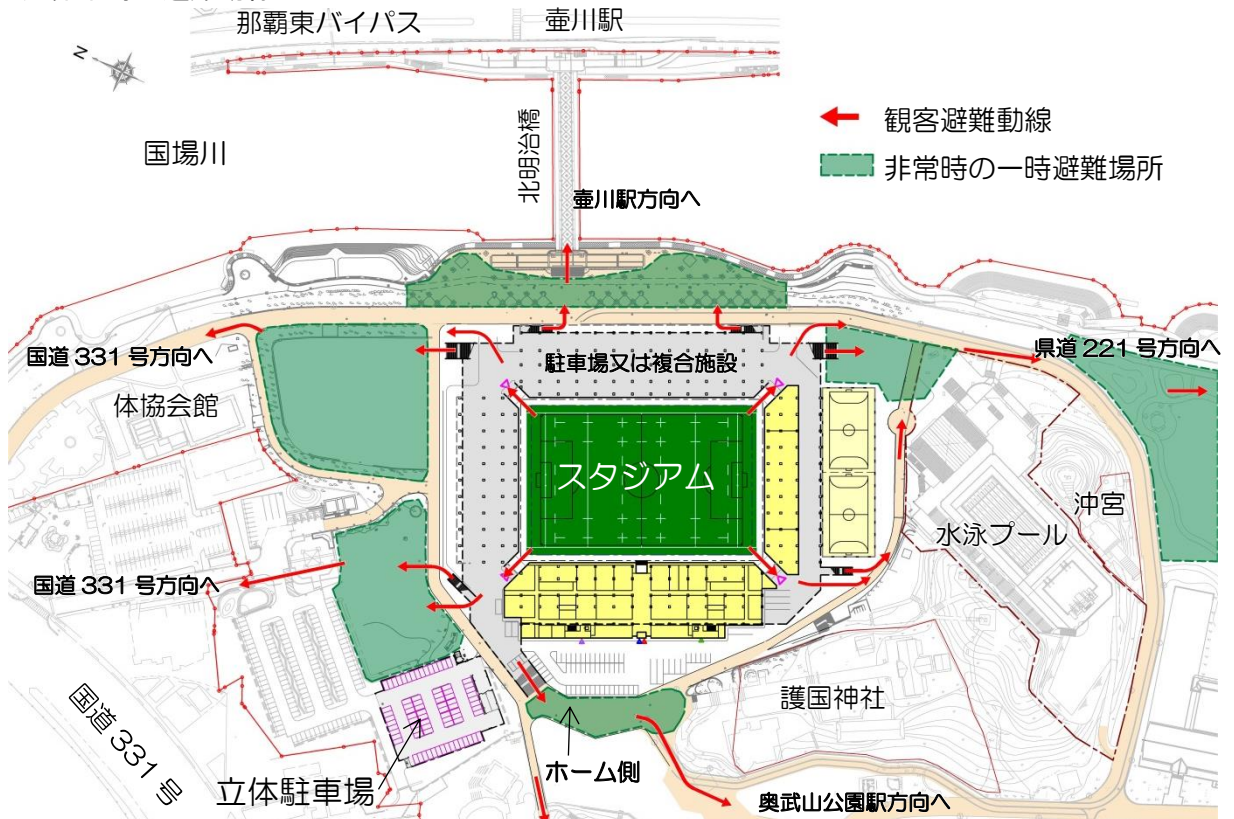 那覇東バイパス
壺川駅
N
観客避難動線
北明治橋
国場川
非常時の一時避難場所
壷川駅方向へ
国道331号方向へ
駐車場又は複合施設
県道221号方向へ
体協会館
スタジアム
沖宮
水泳プール
国道331号方向へ
護国神社
国道331号
ホーム側
立体駐車場
奥武山公園駅方向へ